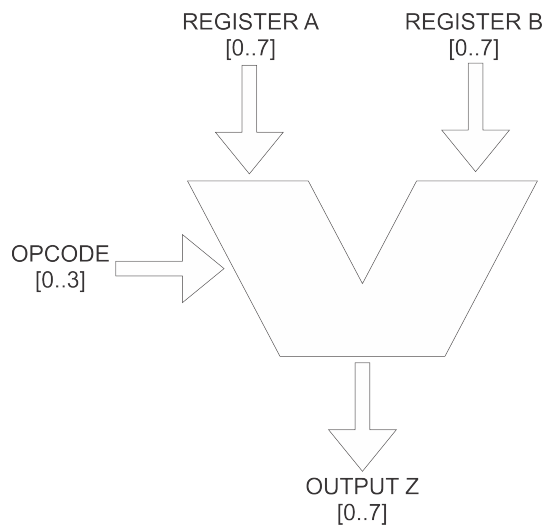 REGISTER A
[0..7]
REGISTER B
[0..7]
OPCODE
[0..3]
OUTPUT Z
[0..7]